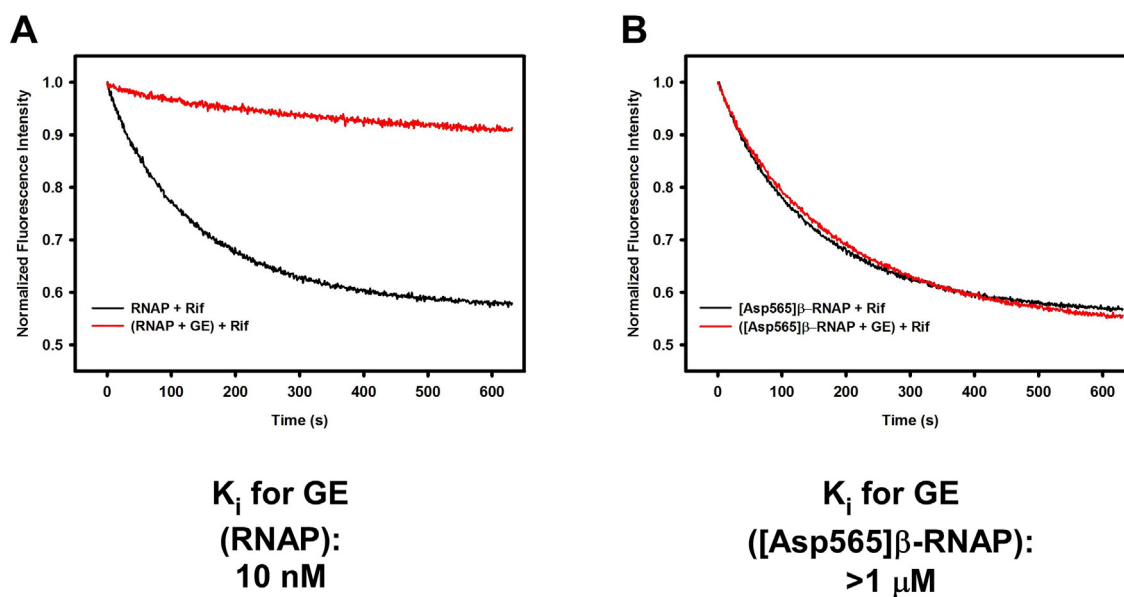 A
Normalized Fluorescence Intensity
1.0
0.9
0.8
0.7
0.6
0.5
RNAP + Rif
(RNAP + GE) + Rif
0 100 200 300 400 500 600
Time (s)
K_i for GE
(RNAP):
10 nM
B
Normalized Fluorescence Intensity
1.0
0.9
0.8
0.7
0.6
0.5
[Asp565]β–RNAP + Rif
([Asp565]β–RNAP + GE) + Rif
0 100 200 300 400 500 600
Time (s)
K_i for GE
([Asp565]β-RNAP):
>1 μM